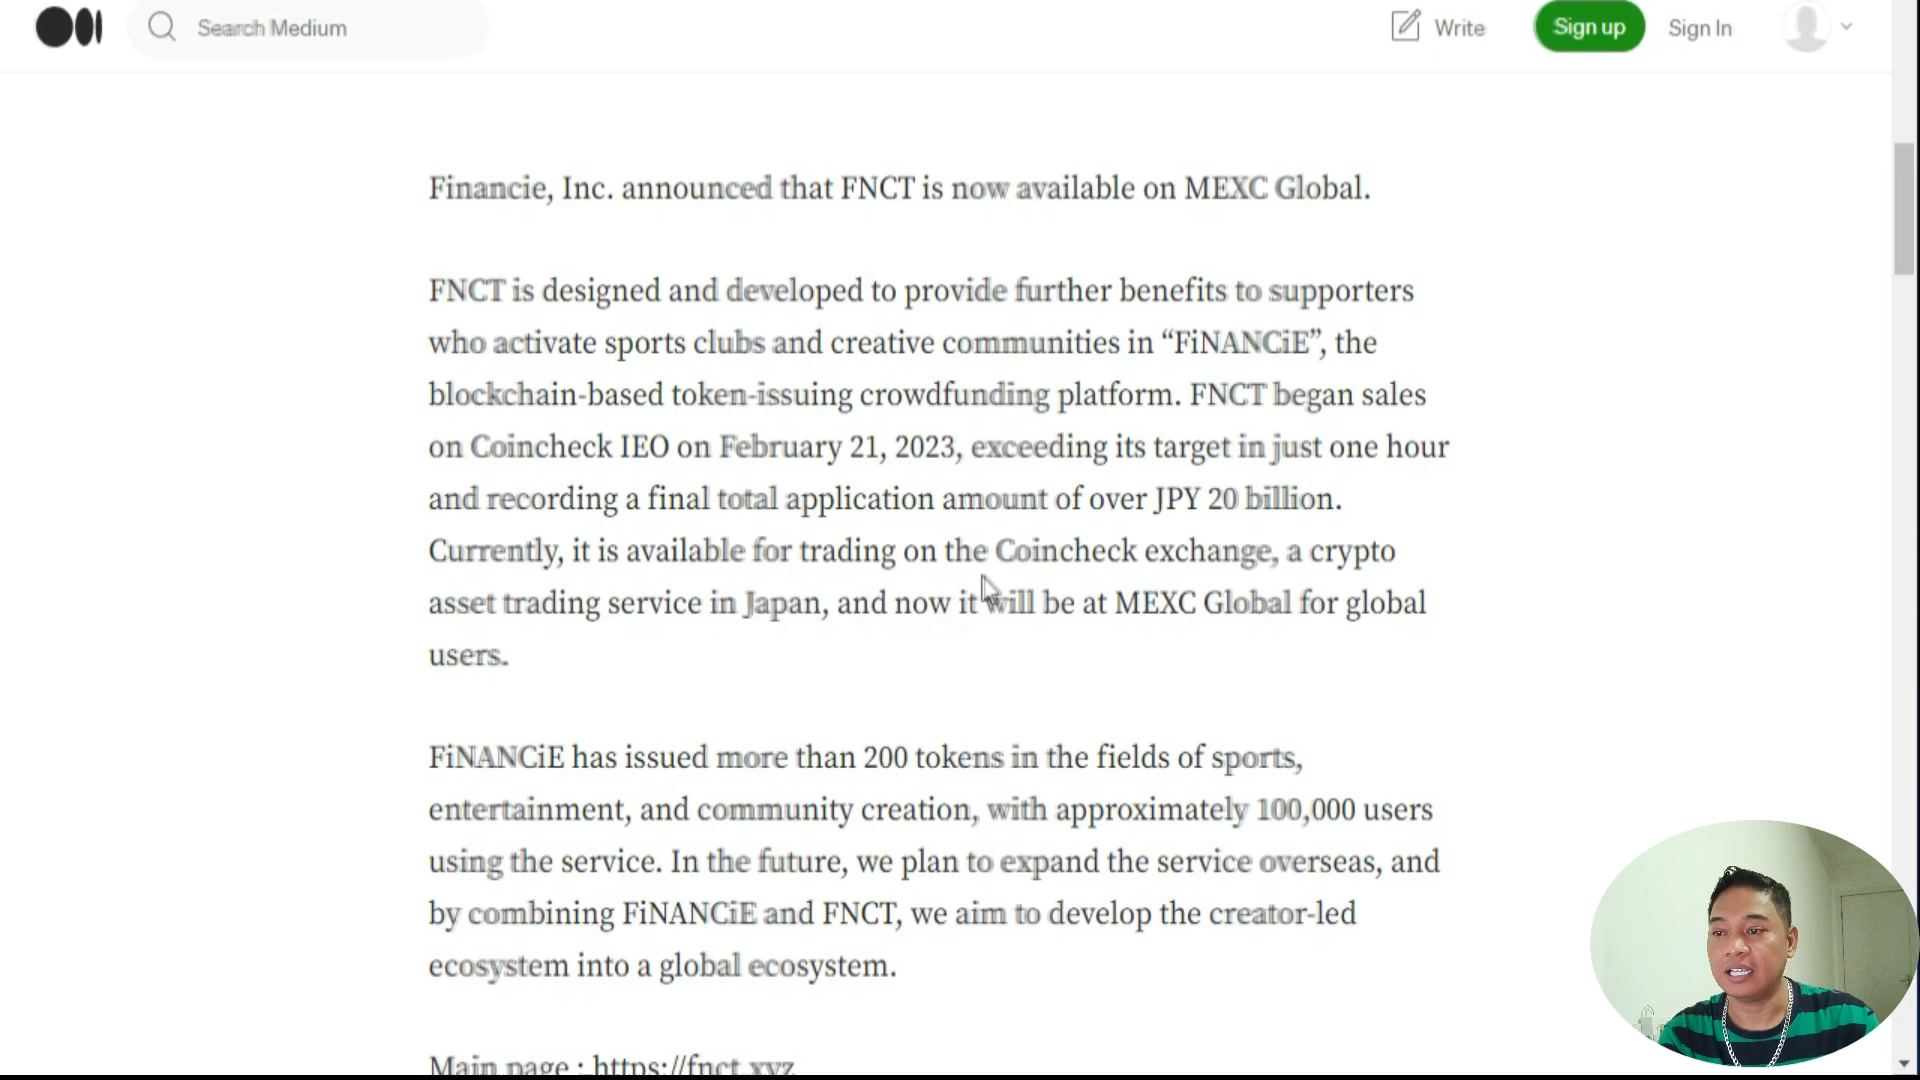 Search Medium
Write
Sign up
Sign In
Financie, Inc. announced that FNCT is now available on MEXC Global.
FNCT is designed and developed to provide further benefits to supporters
who activate sports clubs and creative communities in “FiNANCiE”, the
blockchain-based token-issuing crowdfunding platform. FNCT began sales
on Coincheck IEO on February 21, 2023, exceeding its target in just one hour
and recording a final total application amount of over JPY 20 billion.
Currently, it is available for trading on the Coincheck exchange, a crypto
asset trading service in Japan, and now it will be at MEXC Global for global
users.
FiNANCiE has issued more than 200 tokens in the fields of sports,
entertainment, and community creation, with approximately 100,000 users
using the service. In the future, we plan to expand the service overseas, and
by combining FiNANCiE and FNCT, we aim to develop the creator-led
ecosystem into a global ecosystem.
Main page : https://fnct.xyz